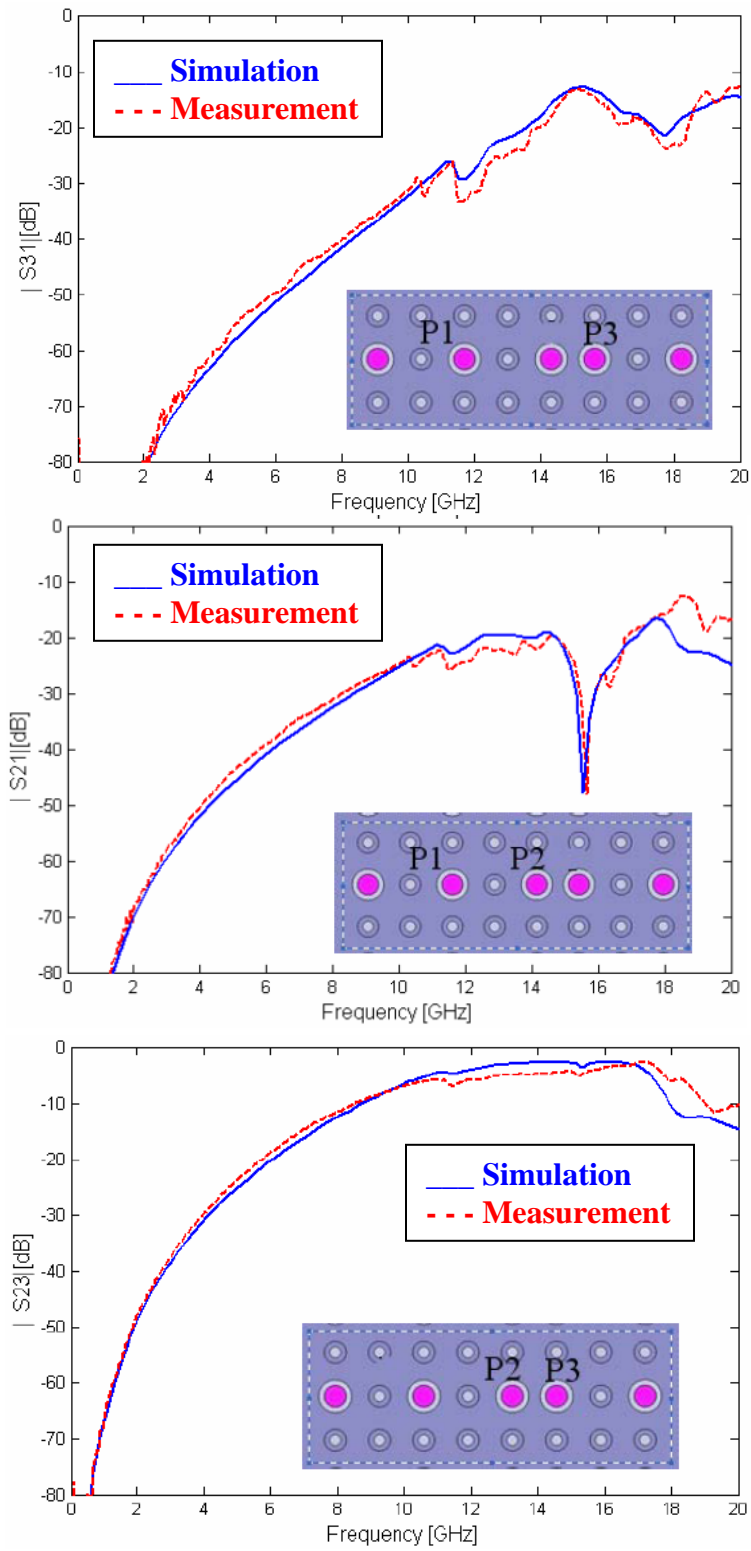 0
-10
-20
-30
-40
-50
-60
-70
-80
| S31|[dB]
___ Simulation
- - - Measurement
P1 P3
0 2 4 6 8 10 12 14 16 18 20
Frequency [GHz]
0
-10
-20
-30
-40
-50
-60
-70
-80
| S21|[dB]
___ Simulation
- - - Measurement
P1 P2
0 2 4 6 8 10 12 14 16 18 20
Frequency [GHz]
0
-10
-20
-30
-40
-50
-60
-70
-80
| S23|[dB]
___ Simulation
- - - Measurement
P2 P3
0 2 4 6 8 10 12 14 16 18 20
Frequency [GHz]